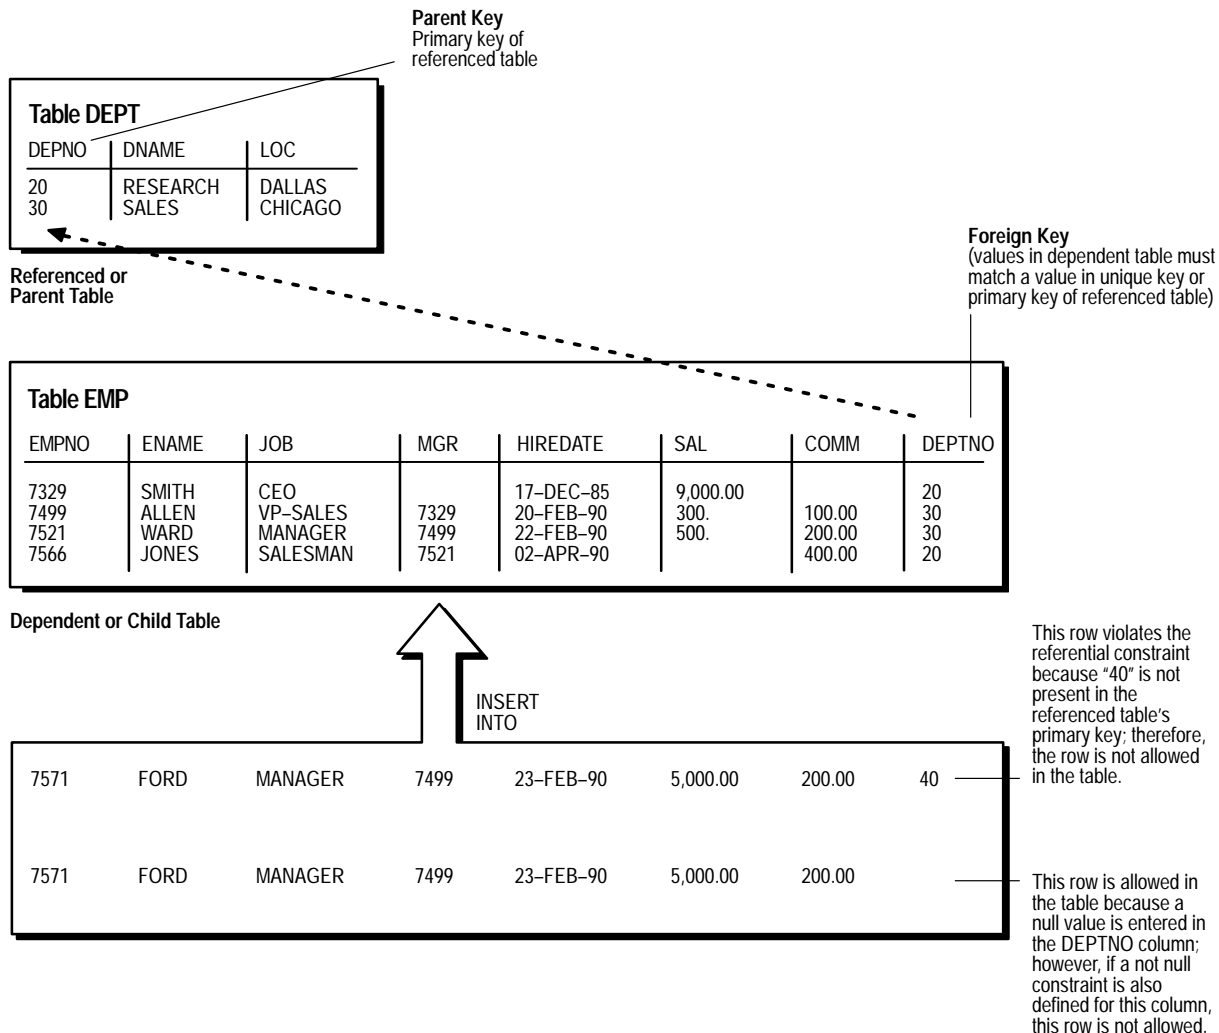 Parent Key
Primary key of
referenced table
Table DEPT
DEPNO DNAME LOC
20 RESEARCH DALLAS
30 SALES CHICAGO
Referenced or
Parent Table
Foreign Key
(values in dependent table must
match a value in unique key or
primary key of referenced table)
Table EMP
EMPNO ENAME JOB MGR HIREDATE SAL COMM DEPTNO
7329 SMITH CEO 17–DEC–85 9,000.00 20
7499 ALLEN VP–SALES 7329 20–FEB–90 300. 100.00 30
7521 WARD MANAGER 7499 22–FEB–90 500. 200.00 30
7566 JONES SALESMAN 7521 02–APR–90 400.00 20
Dependent or Child Table
INSERT
INTO
This row violates the
referential constraint
because “40” is not
present in the
referenced table's
primary key; therefore,
the row is not allowed
in the table.
7571 FORD MANAGER 7499 23–FEB–90 5,000.00 200.00 40
7571 FORD MANAGER 7499 23–FEB–90 5,000.00 200.00
This row is allowed in
the table because a
null value is entered in
the DEPTNO column;
however, if a not null
constraint is also
defined for this column,
this row is not allowed.